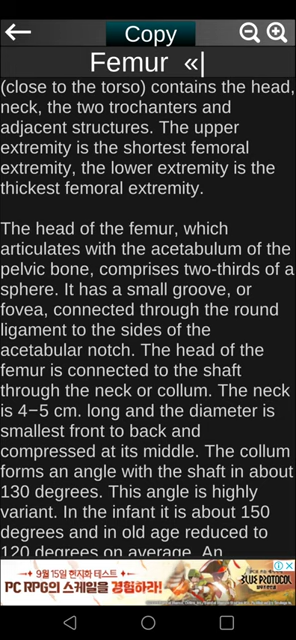 Copy
Femur «|
(close to the torso) contains the head,
neck, the two trochanters and
adjacent structures. The upper
extremity is the shortest femoral
extremity, the lower extremity is the
thickest femoral extremity.
The head of the femur, which
articulates with the acetabulum of the
pelvic bone, comprises two-thirds of a
sphere. It has a small groove, or
fovea, connected through the round
ligament to the sides of the
acetabular notch. The head of the
femur is connected to the shaft
through the neck or collum. The neck
is 4–5 cm. long and the diameter is
smallest front to back and
compressed at its middle. The collum
forms an angle with the shaft in about
130 degrees. This angle is highly
variant. In the infant it is about 150
degrees and in old age reduced to
120 degrees on average. An
9월 15일 현지화 테스트
PC RPG의 스케일을 경험하라!
BLUE PROTOCOL